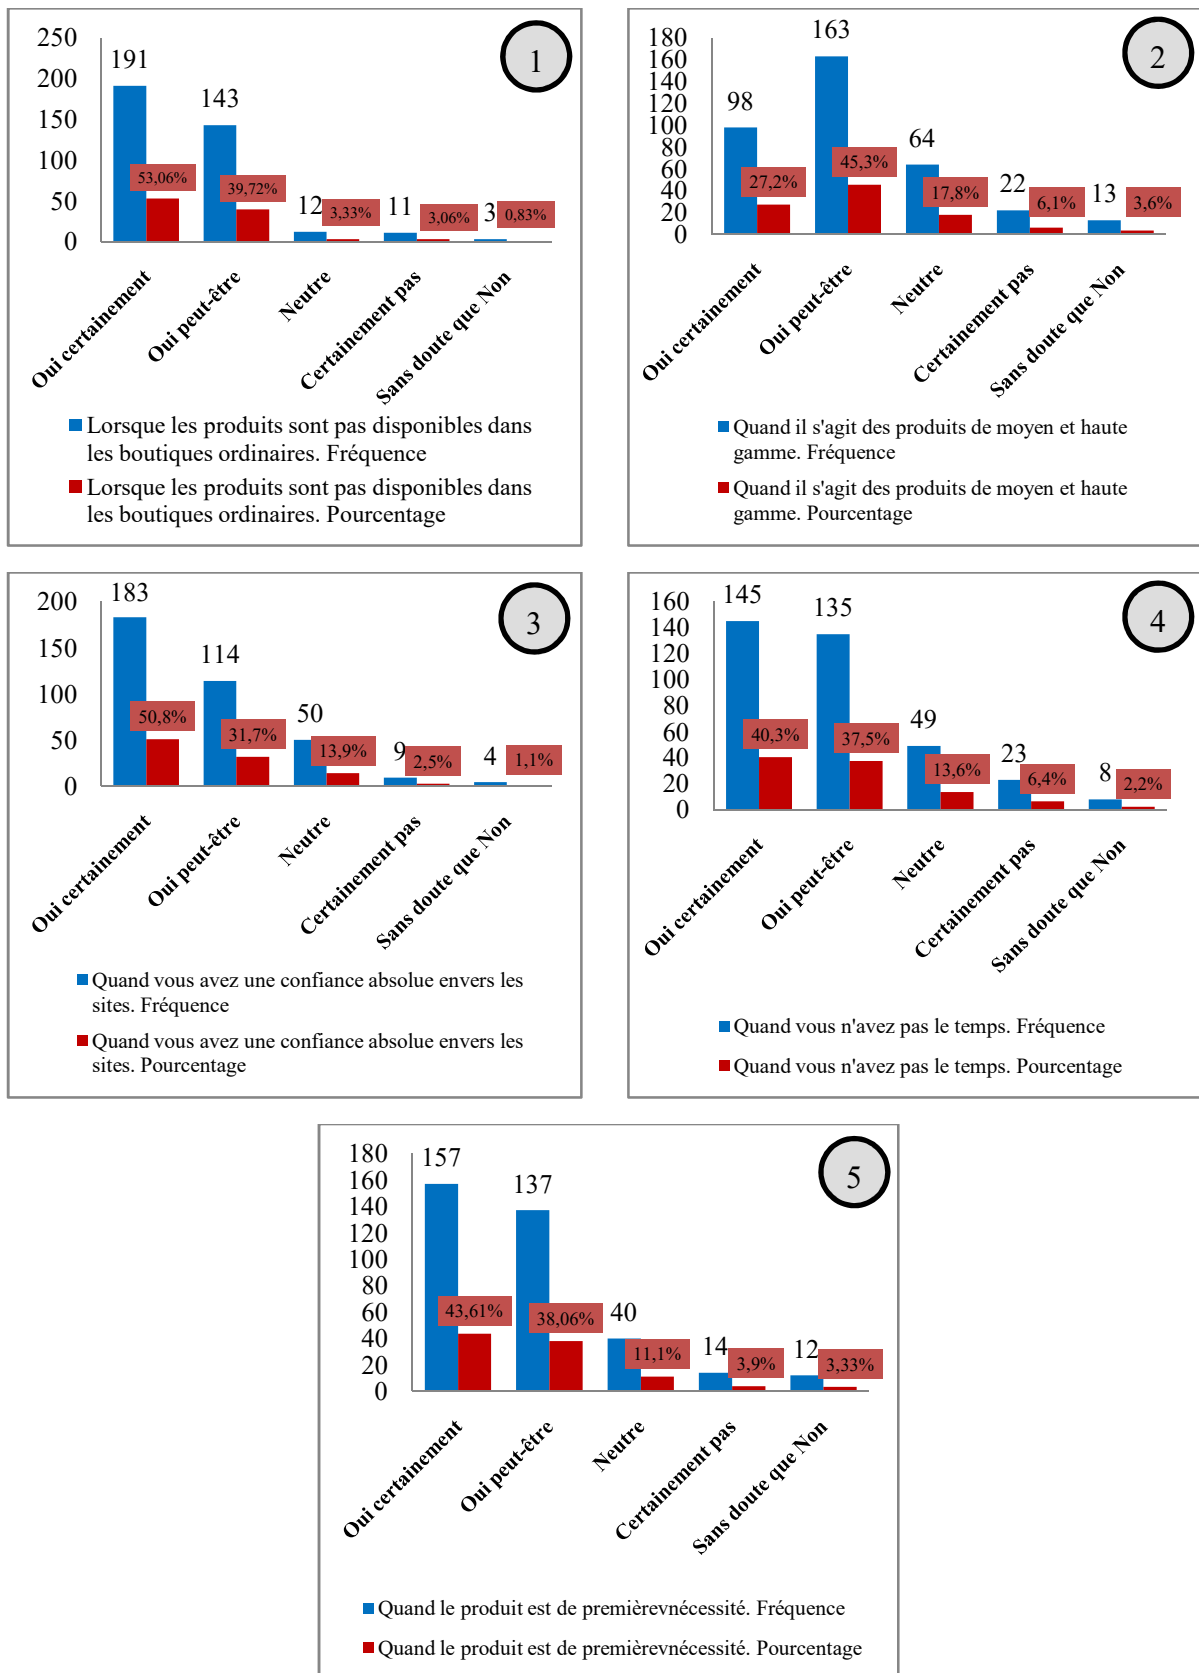 250
200
150
100
50
0
191
143
12
11
3
53,06%
39,72%
3,33%
3,06%
0,83%
1
Oui certainement
Oui peut-être
Neutre
Certainement pas
Sans doute que Non
Lorsque les produits sont pas disponibles dans
les boutiques ordinaires. Fréquence
Lorsque les produits sont pas disponibles dans
les boutiques ordinaires. Pourcentage
180
160
140
120
100
80
60
40
20
0
98
163
64
22
13
27,2%
45,3%
17,8%
6,1%
3,6%
2
Oui certainement
Oui peut-être
Neutre
Certainement pas
Sans doute que Non
Quand il s'agit des produits de moyen et haute
gamme. Fréquence
Quand il s'agit des produits de moyen et haute
gamme. Pourcentage
200
150
100
50
0
183
114
50
9
4
50,8%
31,7%
13,9%
2,5%
1,1%
3
Oui certainement
Oui peut-être
Neutre
Certainement pas
Sans doute que Non
Quand vous avez une confiance absolue envers les
sites. Fréquence
Quand vous avez une confiance absolue envers les
sites. Pourcentage
160
140
120
100
80
60
40
20
0
145
135
49
23
8
40,3%
37,5%
13,6%
6,4%
2,2%
4
Oui certainement
Oui peut-être
Neutre
Certainement pas
Sans doute que Non
Quand vous n'avez pas le temps. Fréquence
Quand vous n'avez pas le temps. Pourcentage
180
160
140
120
100
80
60
40
20
0
157
137
40
14
12
43,61%
38,06%
11,1%
3,9%
3,33%
5
Oui certainement
Oui peut-être
Neutre
Certainement pas
Sans doute que Non
Quand le produit est de premièrevnécessité. Fréquence
Quand le produit est de premièrevnécessité. Pourcentage